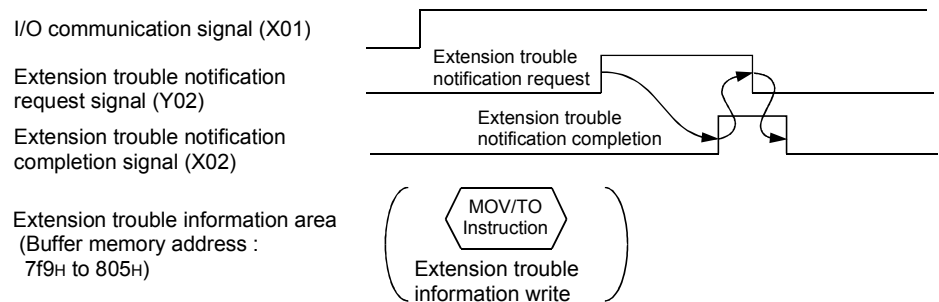 I/O communication signal (X01)
Extension trouble notification
request signal (Y02)
Extension trouble
notification request
Extension trouble notification
completion signal (X02)
Extension trouble
notification completion
Extension trouble information area
(Buffer memory address :
7f9H to 805H)
MOV/TO
Instruction
Extension trouble
information write